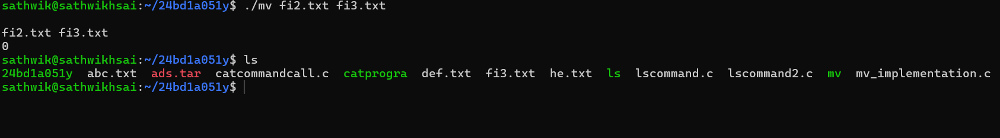 sathwik@sathwikhsai:~/24bd1a051y$ ./mv fi2.txt fi3.txt
fi2.txt fi3.txt
0
sathwik@sathwikhsai:~/24bd1a051y$ ls
24bd1a051y  abc.txt  ads.tar  catcommandcall.c  catprogra  def.txt  fi3.txt  he.txt  ls  lscommand.c  lscommand2.c  mv  mv_implementation.c
sathwik@sathwikhsai:~/24bd1a051y$